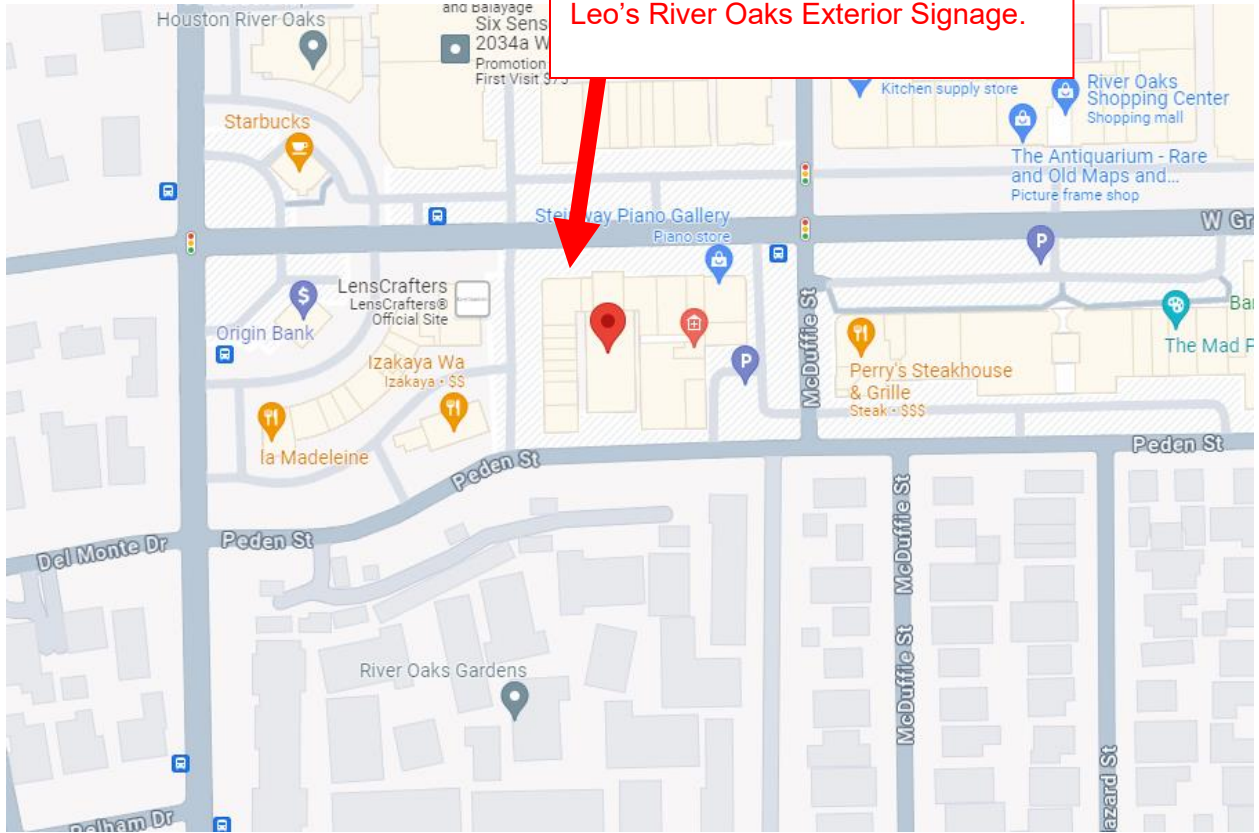 Leo's River Oaks Exterior Signage.
Houston River Oaks
and Balayage
Six Sens
2034a W
Promotion
First Visit $75
Kitchen supply store
River Oaks
Shopping Center
Shopping mall
Starbucks
The Antiquarium - Rare
and Old Maps and...
Picture frame shop
Steinway Piano Gallery
Piano store
W Gr
P
LensCrafters
LensCrafters®
Official Site
Origin Bank
Izakaya Wa
Izakaya • $$
McDuffie St
P
Perry's Steakhouse
& Grille
Steak • $$$
Bar
The Mad P
la Madeleine
Peden St
Peden St
Del Monte Dr
Peden St
McDuffie St
McDuffie St
River Oaks Gardens
Hazard St
Pelham Dr